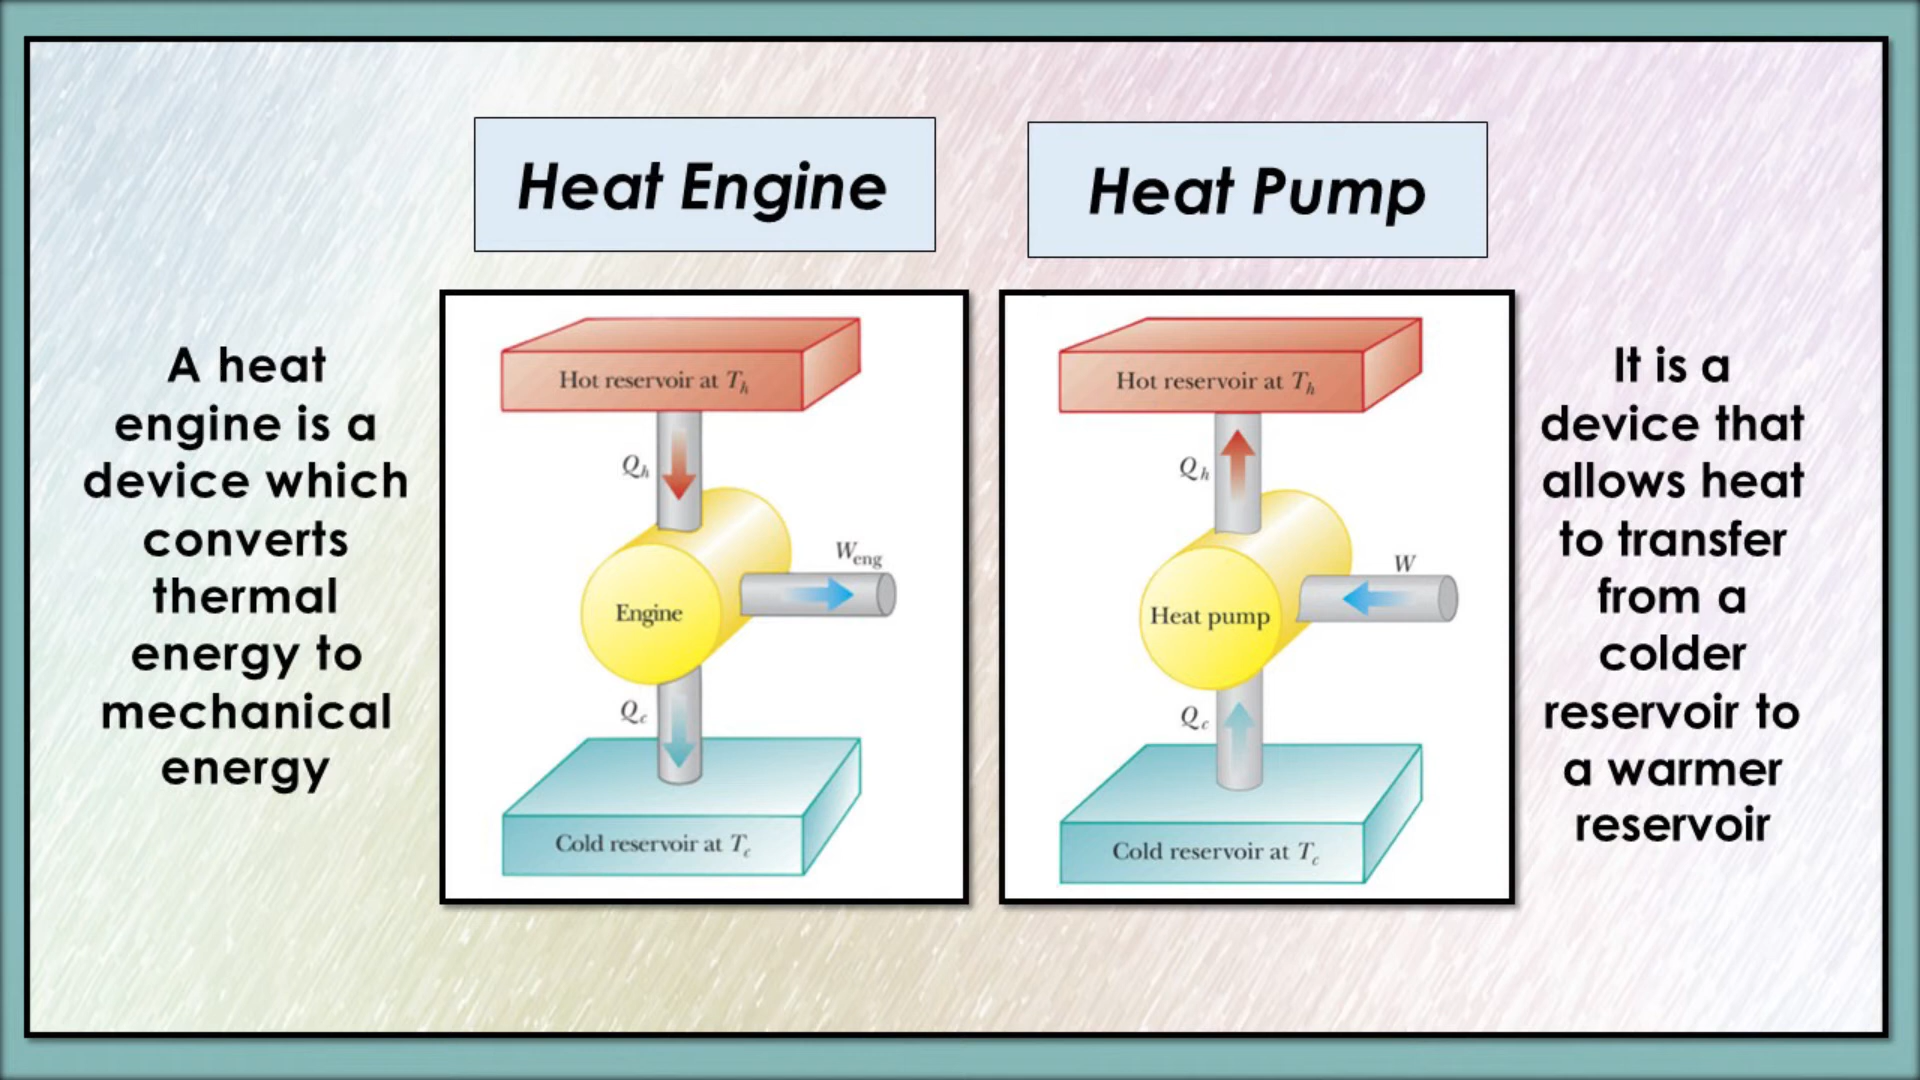 Heat Engine
Heat Pump
A heat
engine is a
device which
converts
thermal
energy to
mechanical
energy
Hot reservoir at Th
Qh
Weng
Engine
Qc
Cold reservoir at Tc
Hot reservoir at Th
Qh
W
Heat pump
Qc
Cold reservoir at Tc
It is a
device that
allows heat
to transfer
from a
colder
reservoir to
a warmer
reservoir